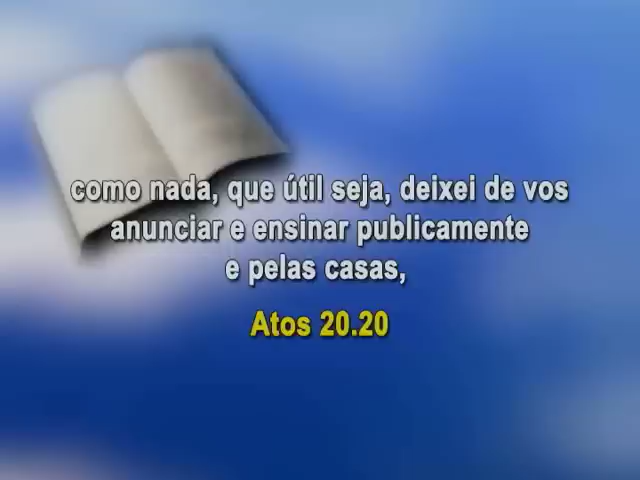 como nada, que útil seja, deixei de vos
anunciar e ensinar publicamente
e pelas casas,
Atos 20.20